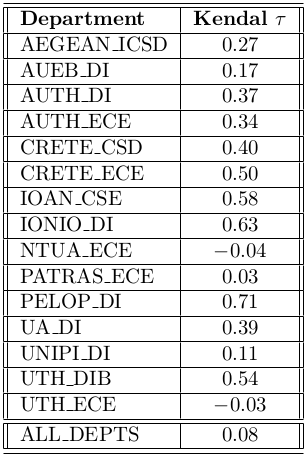 Department Kendal τ
AEGEAN_ICSD 0.27
AUEB_DI 0.17
AUTH_DI 0.37
AUTH_ECE 0.34
CRETE_CSD 0.40
CRETE_ECE 0.50
IOAN_CSE 0.58
IONIO_DI 0.63
NTUA_ECE −0.04
PATRAS_ECE 0.03
PELOP_DI 0.71
UA_DI 0.39
UNIPI_DI 0.11
UTH_DIB 0.54
UTH_ECE −0.03
ALL_DEPTS 0.08